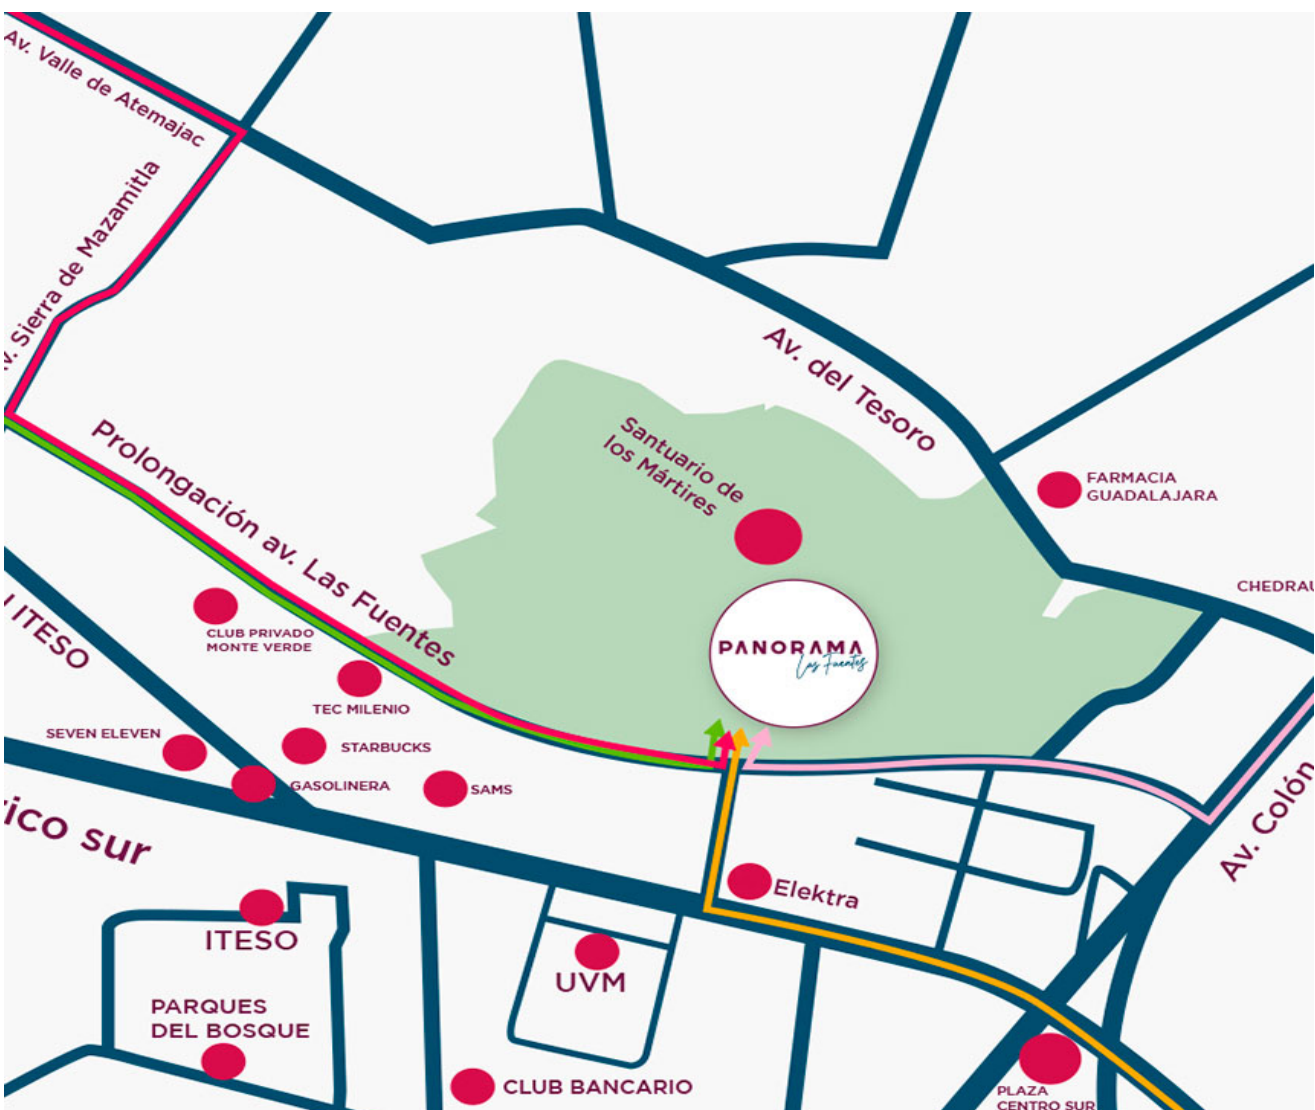 Av. Valle de Atemajac
v. Sierra de Mazamitla
Av. del Tesoro
Prolongación av. Las Fuentes
Santuario de
los Mártires
FARMACIA
GUADALAJARA
CHEDRAU
PANORAMA
Las Fuentes
CLUB PRIVADO
MONTE VERDE
ITESO
TEC MILENIO
SEVEN ELEVEN
STARBUCKS
GASOLINERA
SAMS
rico sur
Av. Colón
Elektra
ITESO
UVM
PARQUES
DEL BOSQUE
CLUB BANCARIO
PLAZA
CENTRO SUR